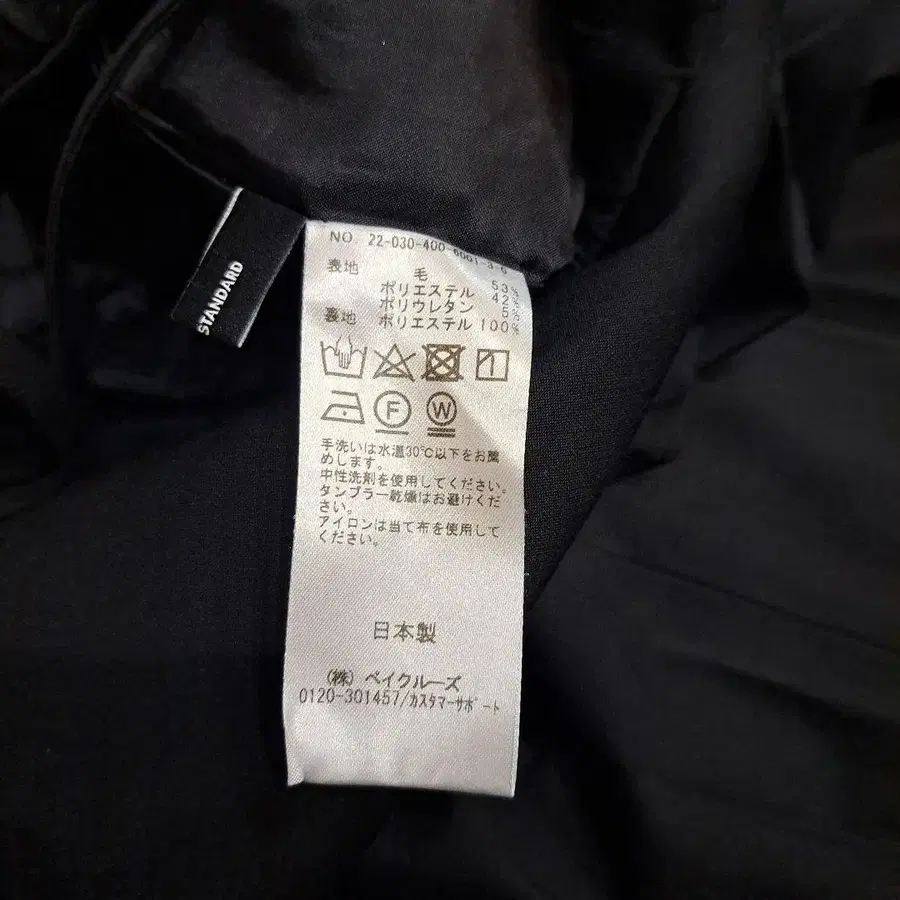 STANDARD
NO 22-030-400-6001-3-0
表地 毛 53%
ポリエステル 42%
ポリウレタン 5%
裏地 ポリエステル 100%
F W
手洗いは水温30℃以下をお薦
めします。
中性洗剤を使用してください。
タンブラー乾燥はお避けくだ
さい。
アイロンは当て布を使用して
ください。
日本製
(株) ベイクルーズ
0120-301457/カスタマーサポート